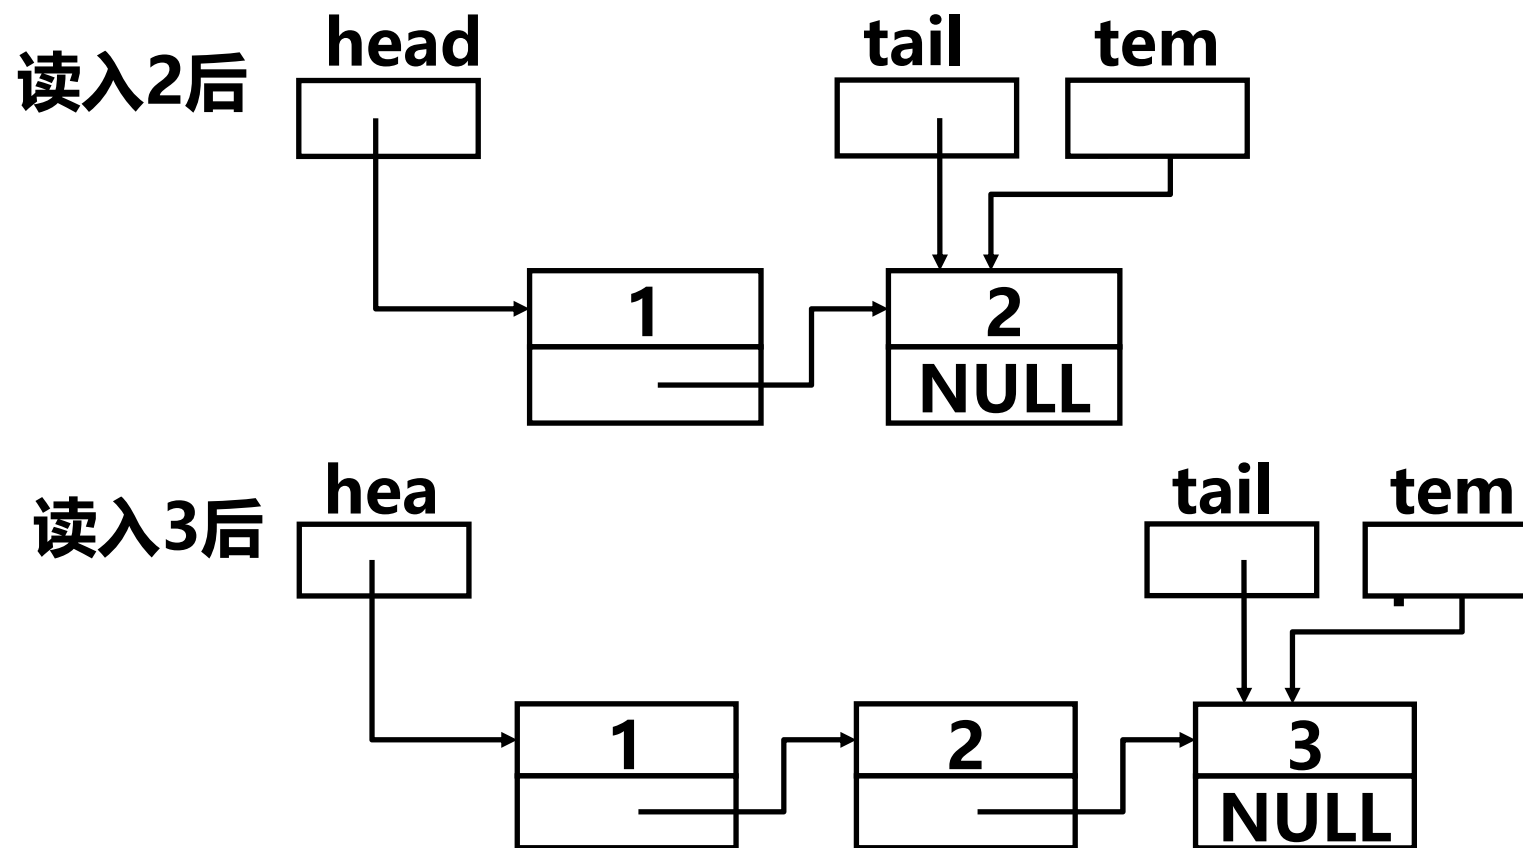 head tail tem
读入2后
1 2
NULL
hea tail tem
读入3后
1 2 3
NULL